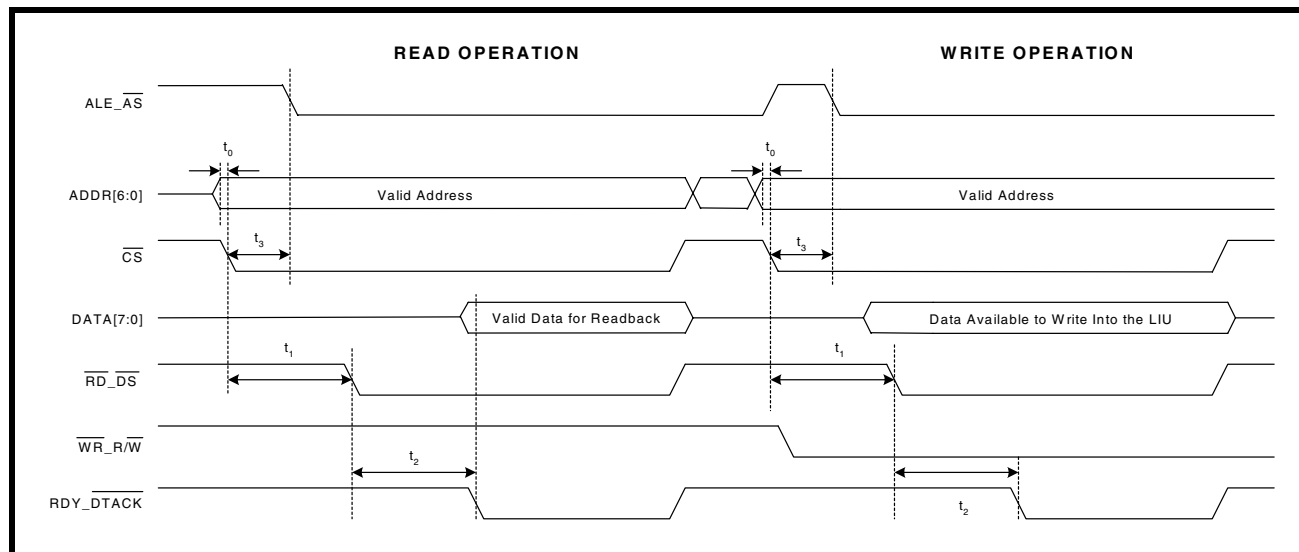 READ OPERATION WRITE OPERATION
ALE_AS
t0 t0
ADDR[6:0] Valid Address Valid Address
CS t3 t3
DATA[7:0] Valid Data for Readback Data Available to Write Into the LIU
t1 t1
RD_DS
WR_R/W
t2
RDY_DTACK t2